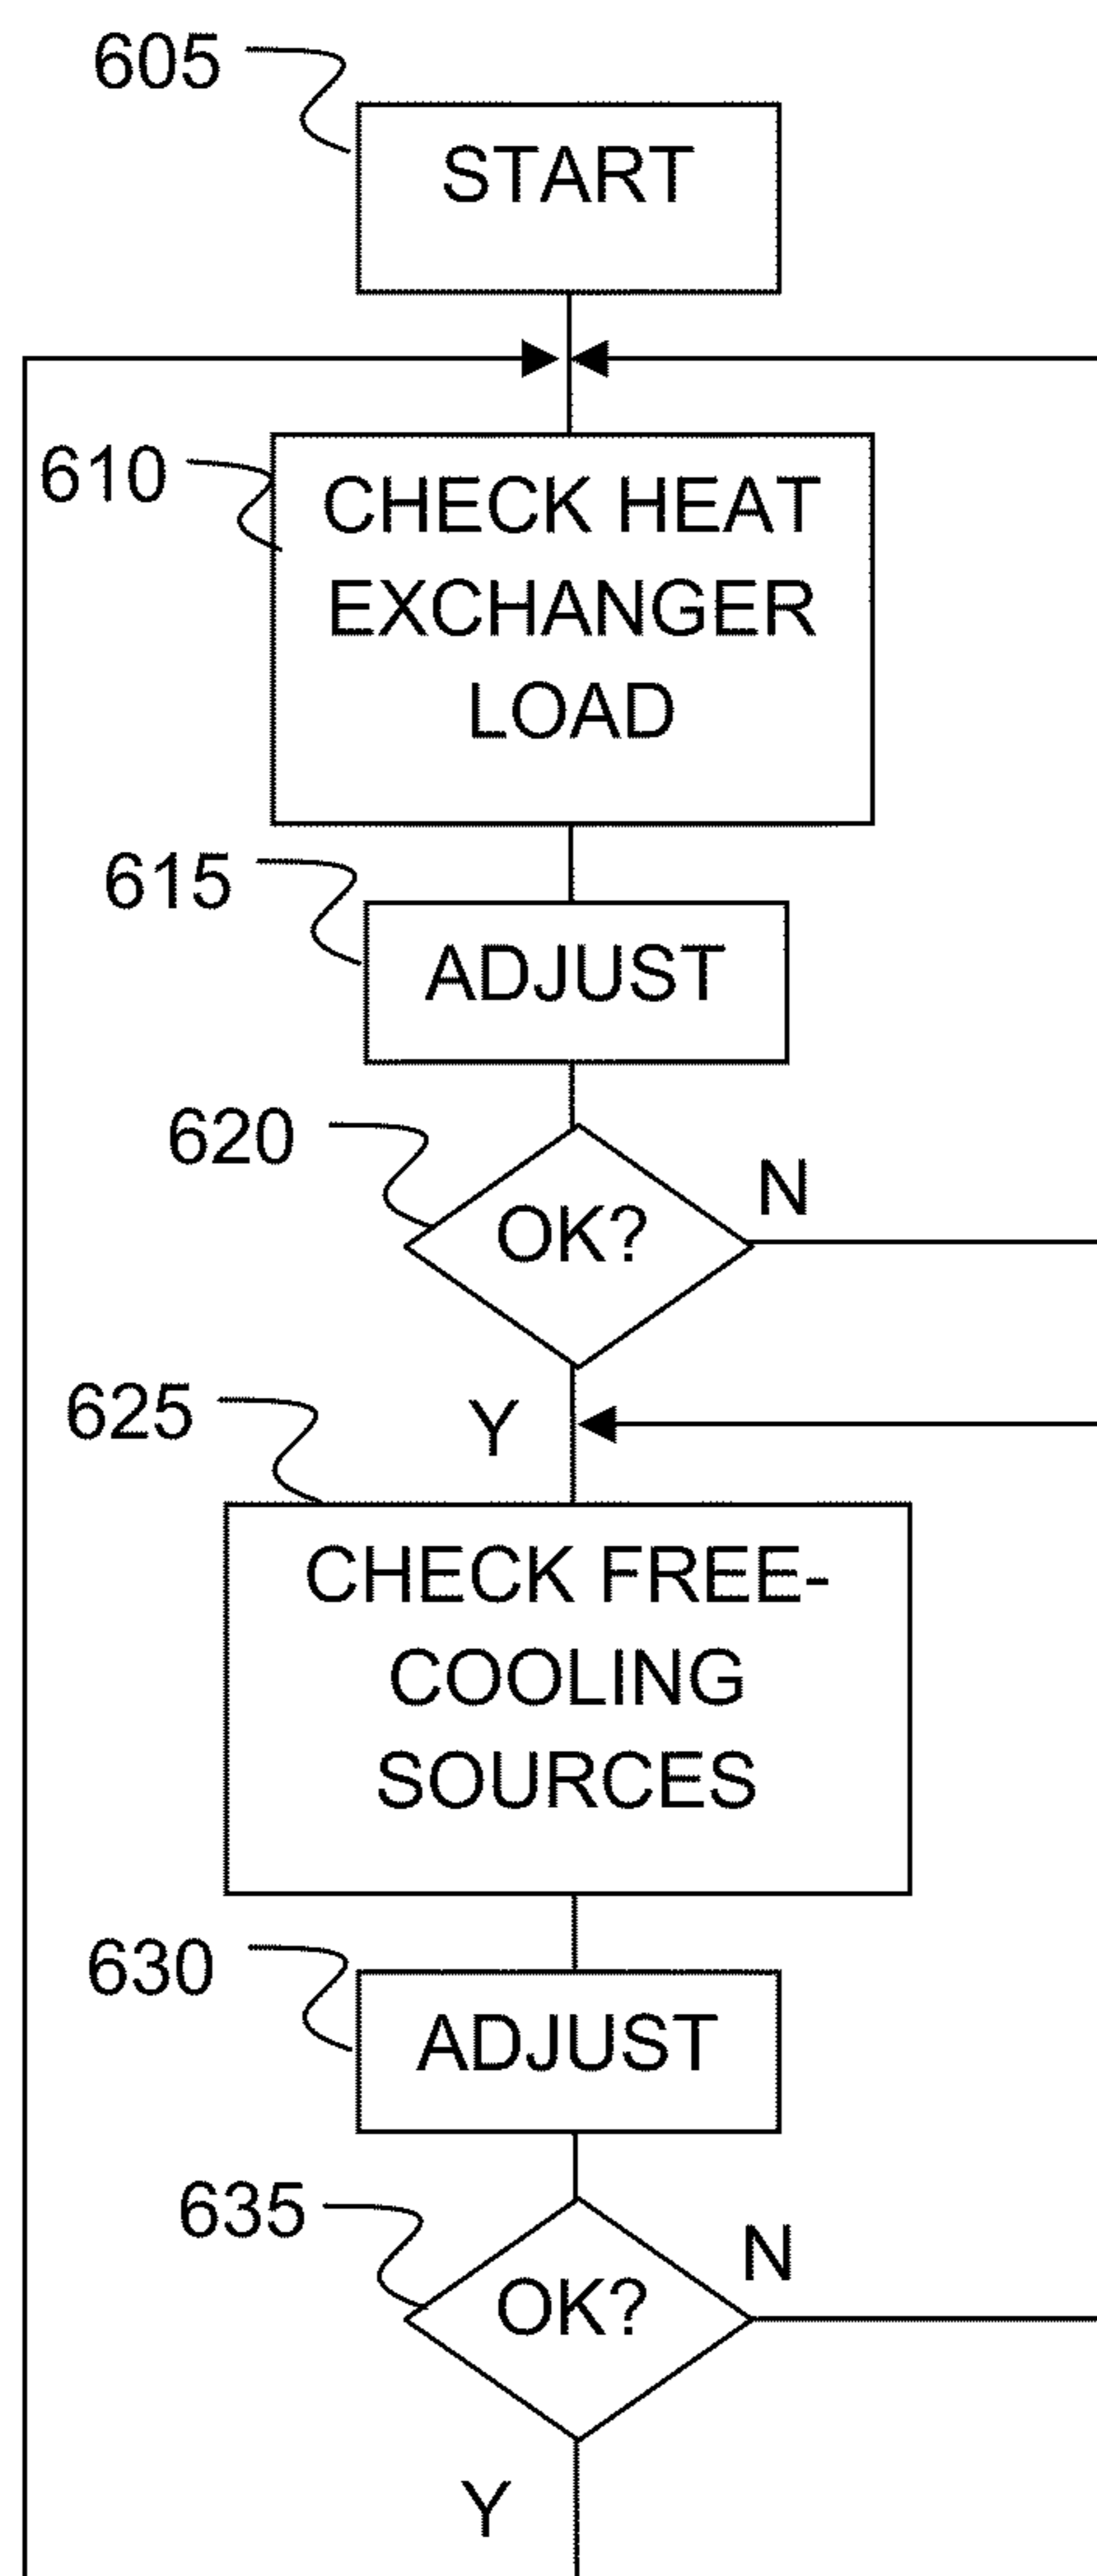 605
START
610
CHECK HEAT
EXCHANGER
LOAD
615
ADJUST
620
OK?
N
Y
625
CHECK FREE-
COOLING
SOURCES
630
ADJUST
635
OK?
N
Y